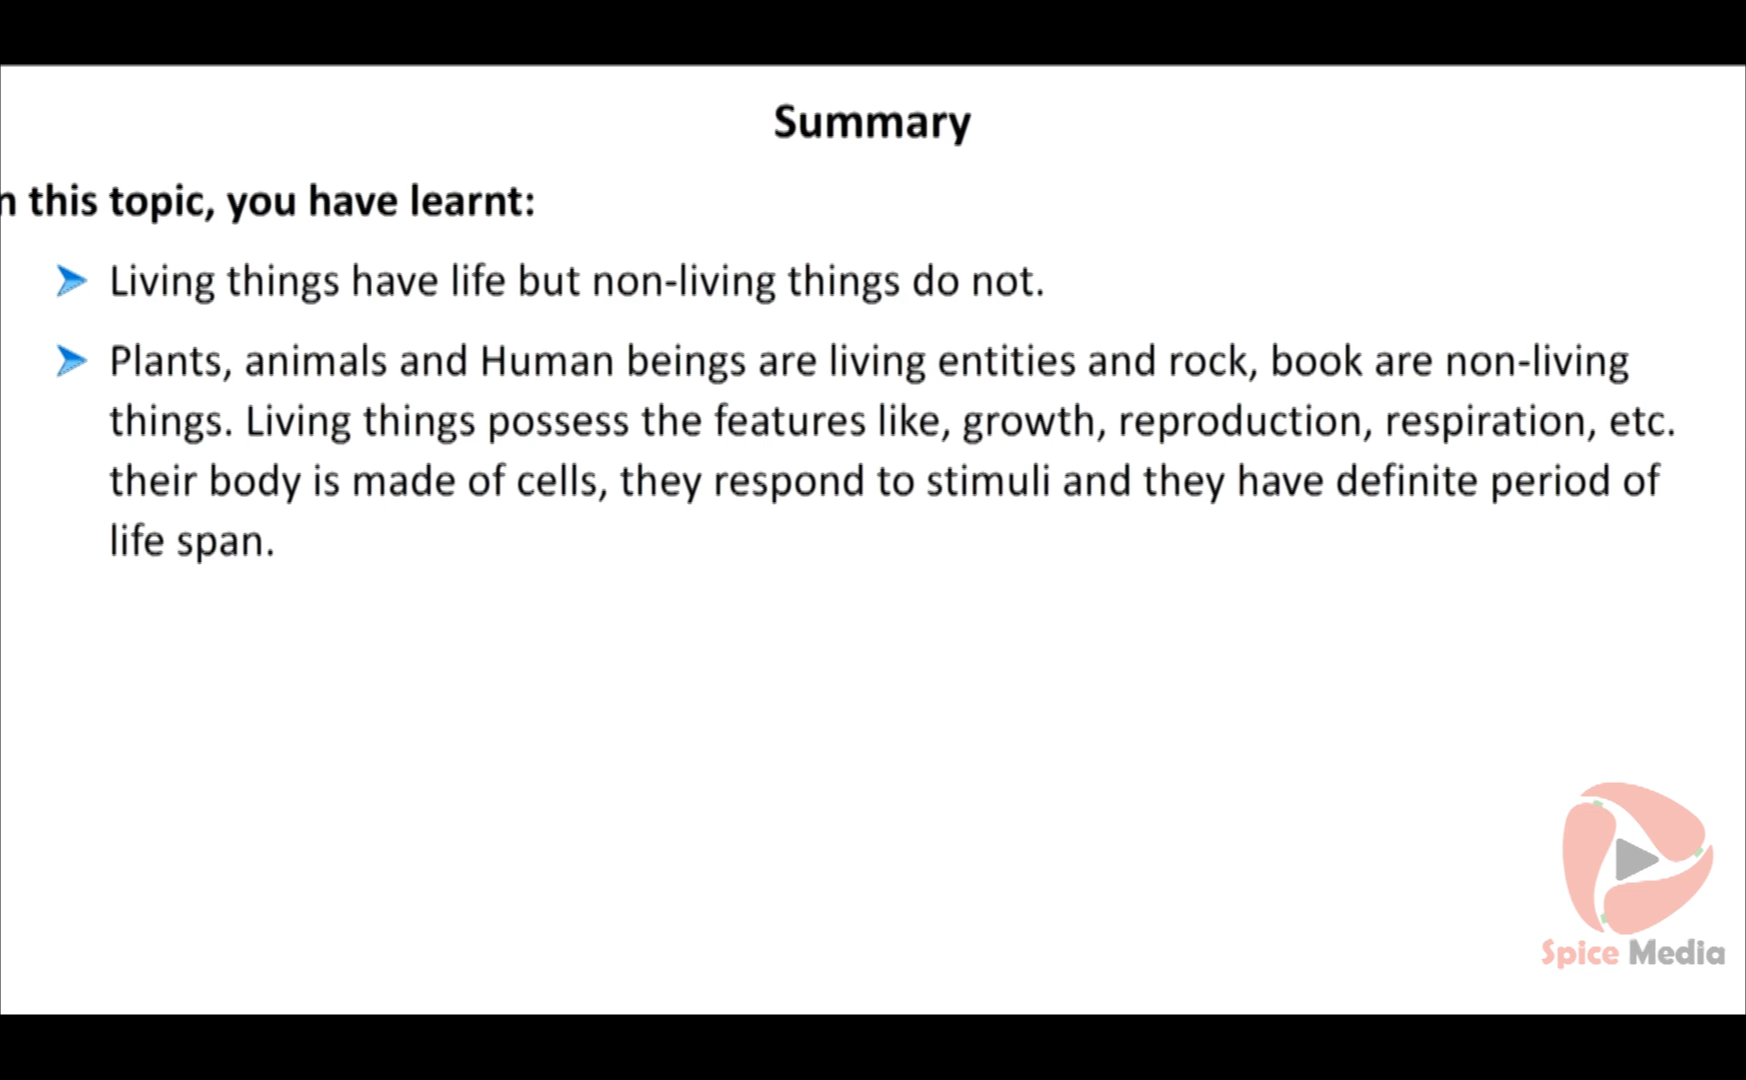 Summary
n this topic, you have learnt:
Living things have life but non-living things do not.
Plants, animals and Human beings are living entities and rock, book are non-living
things. Living things possess the features like, growth, reproduction, respiration, etc.
their body is made of cells, they respond to stimuli and they have definite period of
life span.
Spice Media